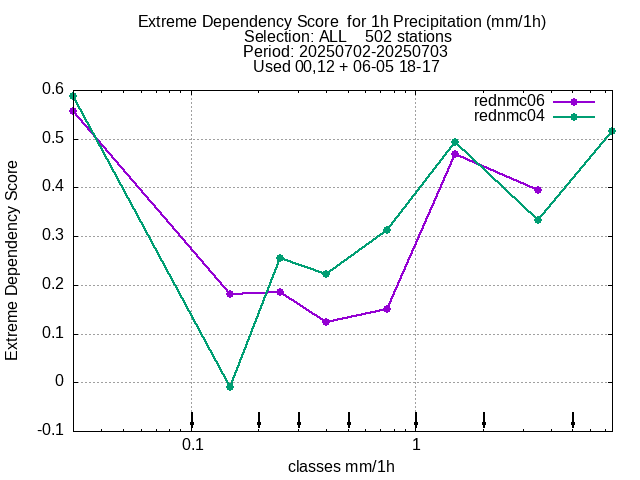 Extreme Dependency Score  for 1h Precipitation (mm/1h)
Selection: ALL    502 stations
Period: 20250702-20250703
Used 00,12 + 06-05 18-17
rednmc06
rednmc04
0.6
0.5
0.4
0.3
0.2
0.1
0
-0.1
Extreme Dependency Score
0.1
1
classes mm/1h